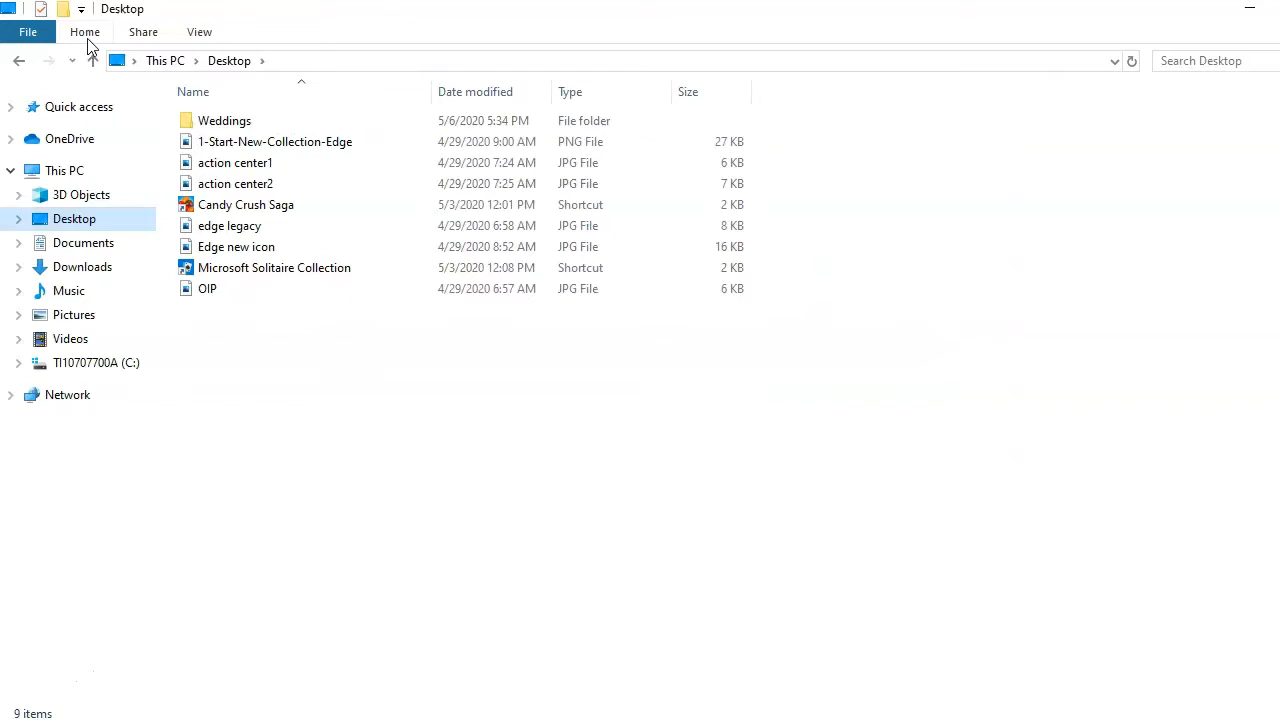 Desktop
File Home Share View
This PC Desktop Search Desktop
Name Date modified Type Size
Quick access
OneDrive
This PC
3D Objects
Desktop
Documents
Downloads
Music
Pictures
Videos
TI10707700A (C:)
Network
Weddings 5/6/2020 5:34 PM File folder
1-Start-New-Collection-Edge 4/29/2020 9:00 AM PNG File 27 KB
action center1 4/29/2020 7:24 AM JPG File 6 KB
action center2 4/29/2020 7:25 AM JPG File 7 KB
Candy Crush Saga 5/3/2020 12:01 PM Shortcut 2 KB
edge legacy 4/29/2020 6:58 AM JPG File 8 KB
Edge new icon 4/29/2020 8:52 AM JPG File 16 KB
Microsoft Solitaire Collection 5/3/2020 12:08 PM Shortcut 2 KB
OIP 4/29/2020 6:57 AM JPG File 6 KB
9 items